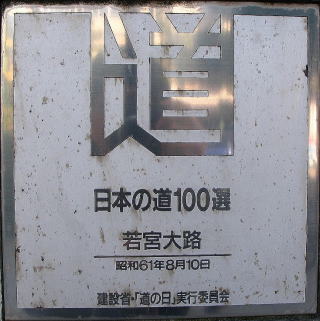 道
日本の道100選
若宮大路
昭和61年8月10日
建設省・「道の日」実行委員会